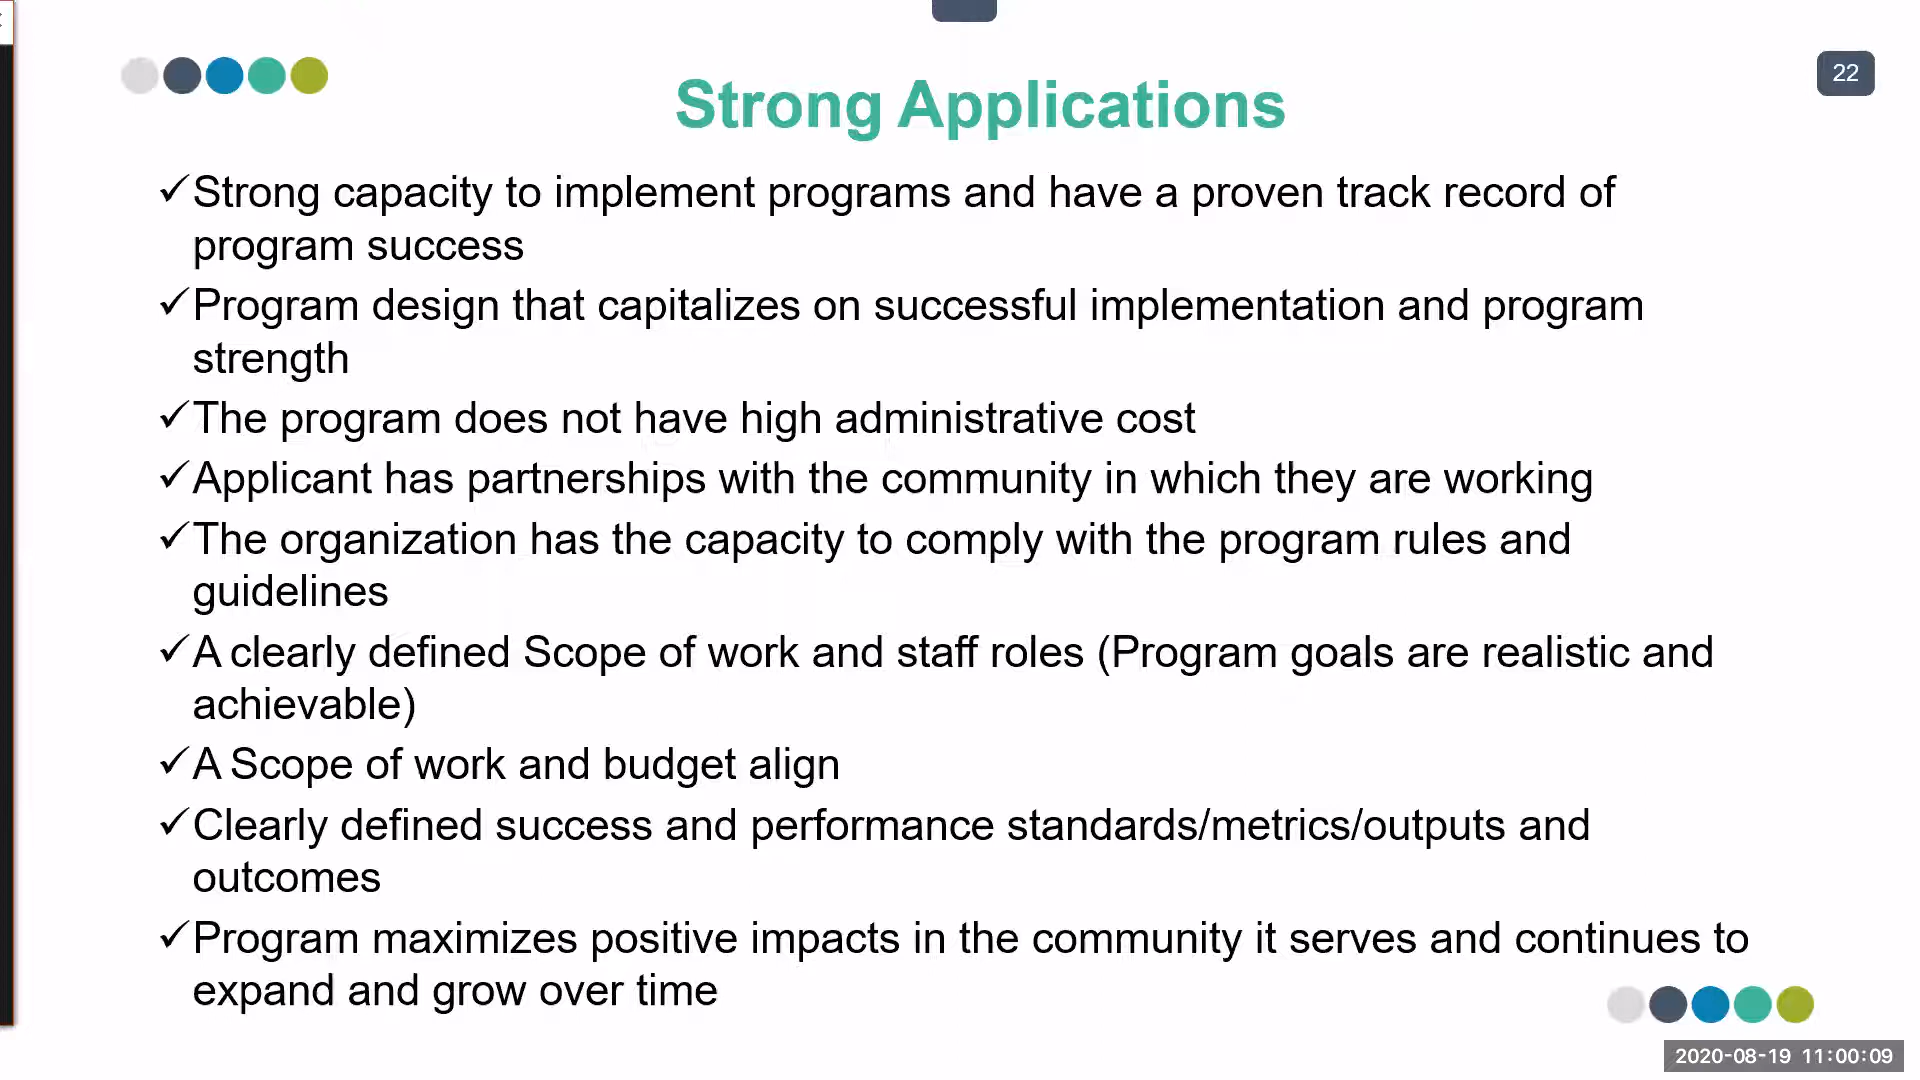 22
Strong Applications
✓Strong capacity to implement programs and have a proven track record of
program success
✓Program design that capitalizes on successful implementation and program
strength
✓The program does not have high administrative cost
✓Applicant has partnerships with the community in which they are working
✓The organization has the capacity to comply with the program rules and
guidelines
✓A clearly defined Scope of work and staff roles (Program goals are realistic and
achievable)
✓A Scope of work and budget align
✓Clearly defined success and performance standards/metrics/outputs and
outcomes
✓Program maximizes positive impacts in the community it serves and continues to
expand and grow over time
2020-08-19 11:00:09